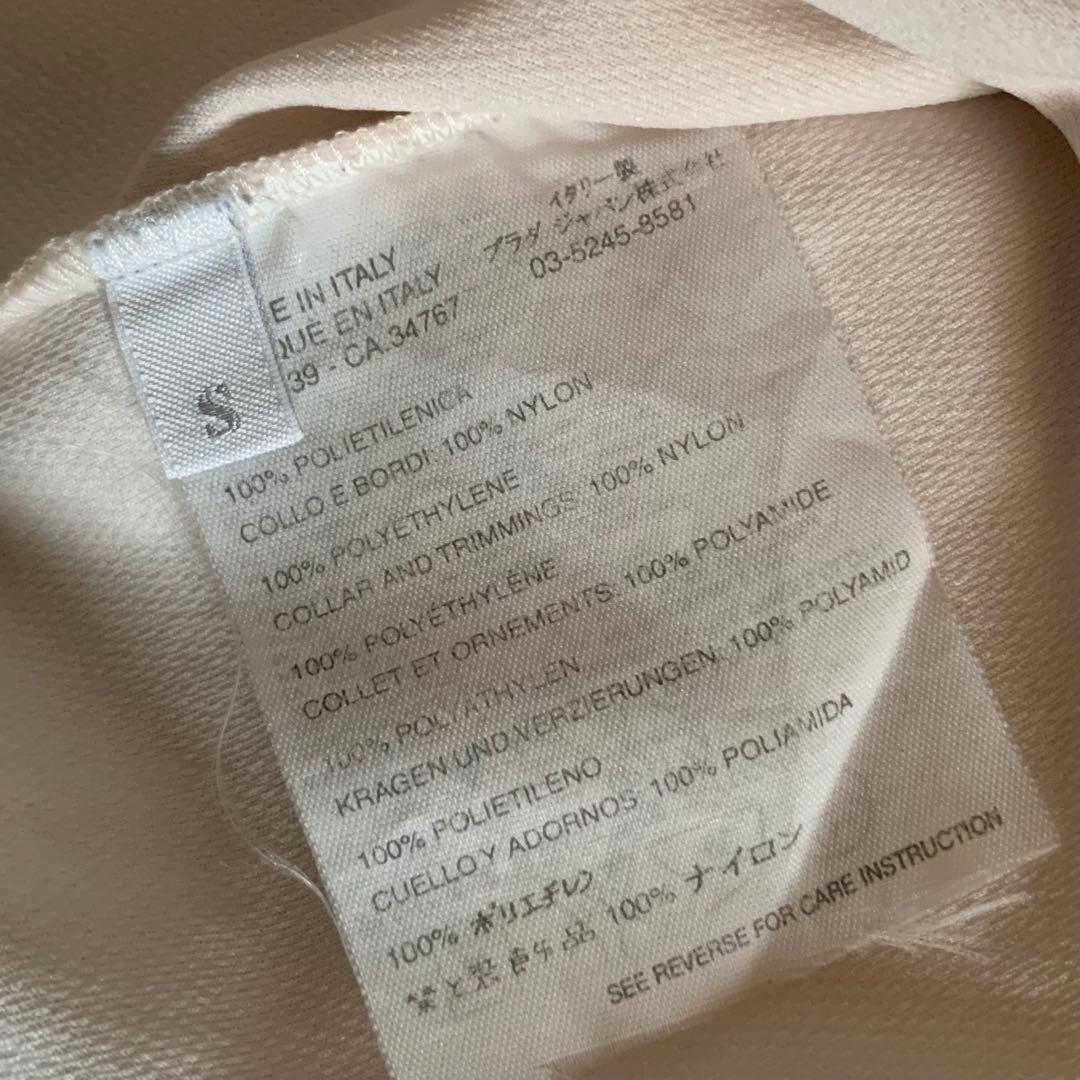 S
E IN ITALY
QUÉ EN ITALY
39 - CA.34767
イタリー製
プラダ ジャパン株式会社
03-5245-8581
100% POLIETILENICA
COLLO E BORDI: 100% NYLON
100% POLYETHYLENE
COLLAR AND TRIMMINGS: 100% NYLON
100% POLYÉTHYLÈNE
COLLET ET ORNEMENTS: 100% POLYAMIDE
100% POLYATHYLEN
KRAGEN UND VERZIERUNGEN: 100% POLYAMID
100% POLIETILENO
CUELLO Y ADORNOS: 100% POLIAMIDA
100% ポリエチレン
100% ナイロン
SEE REVERSE FOR CARE INSTRUCTION